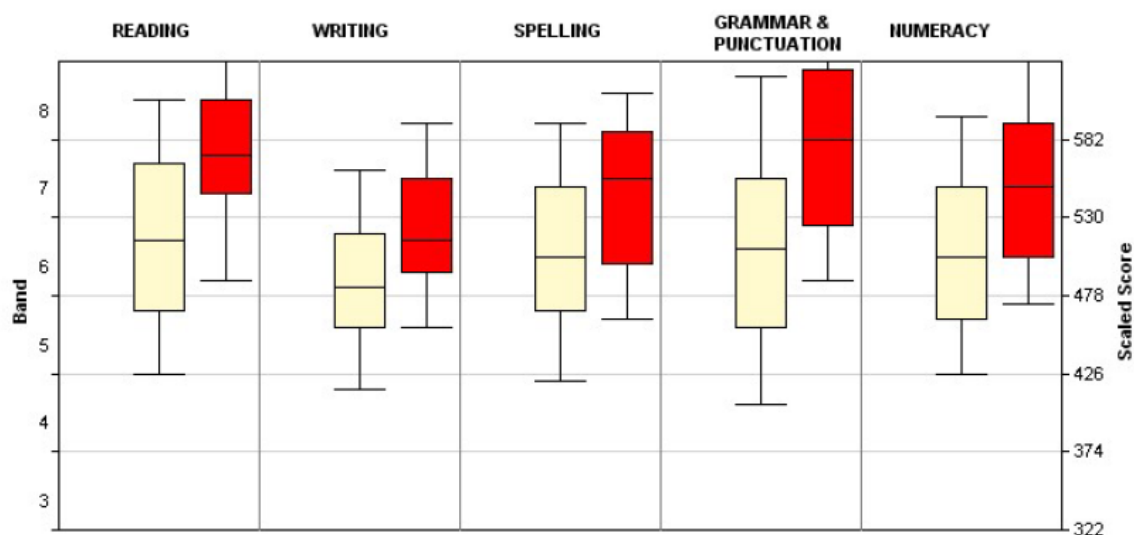 READING
WRITING
SPELLING
GRAMMAR &
PUNCTUATION
NUMERACY
8
7
6
5
4
3
Band
582
530
478
426
374
322
Scaled Score